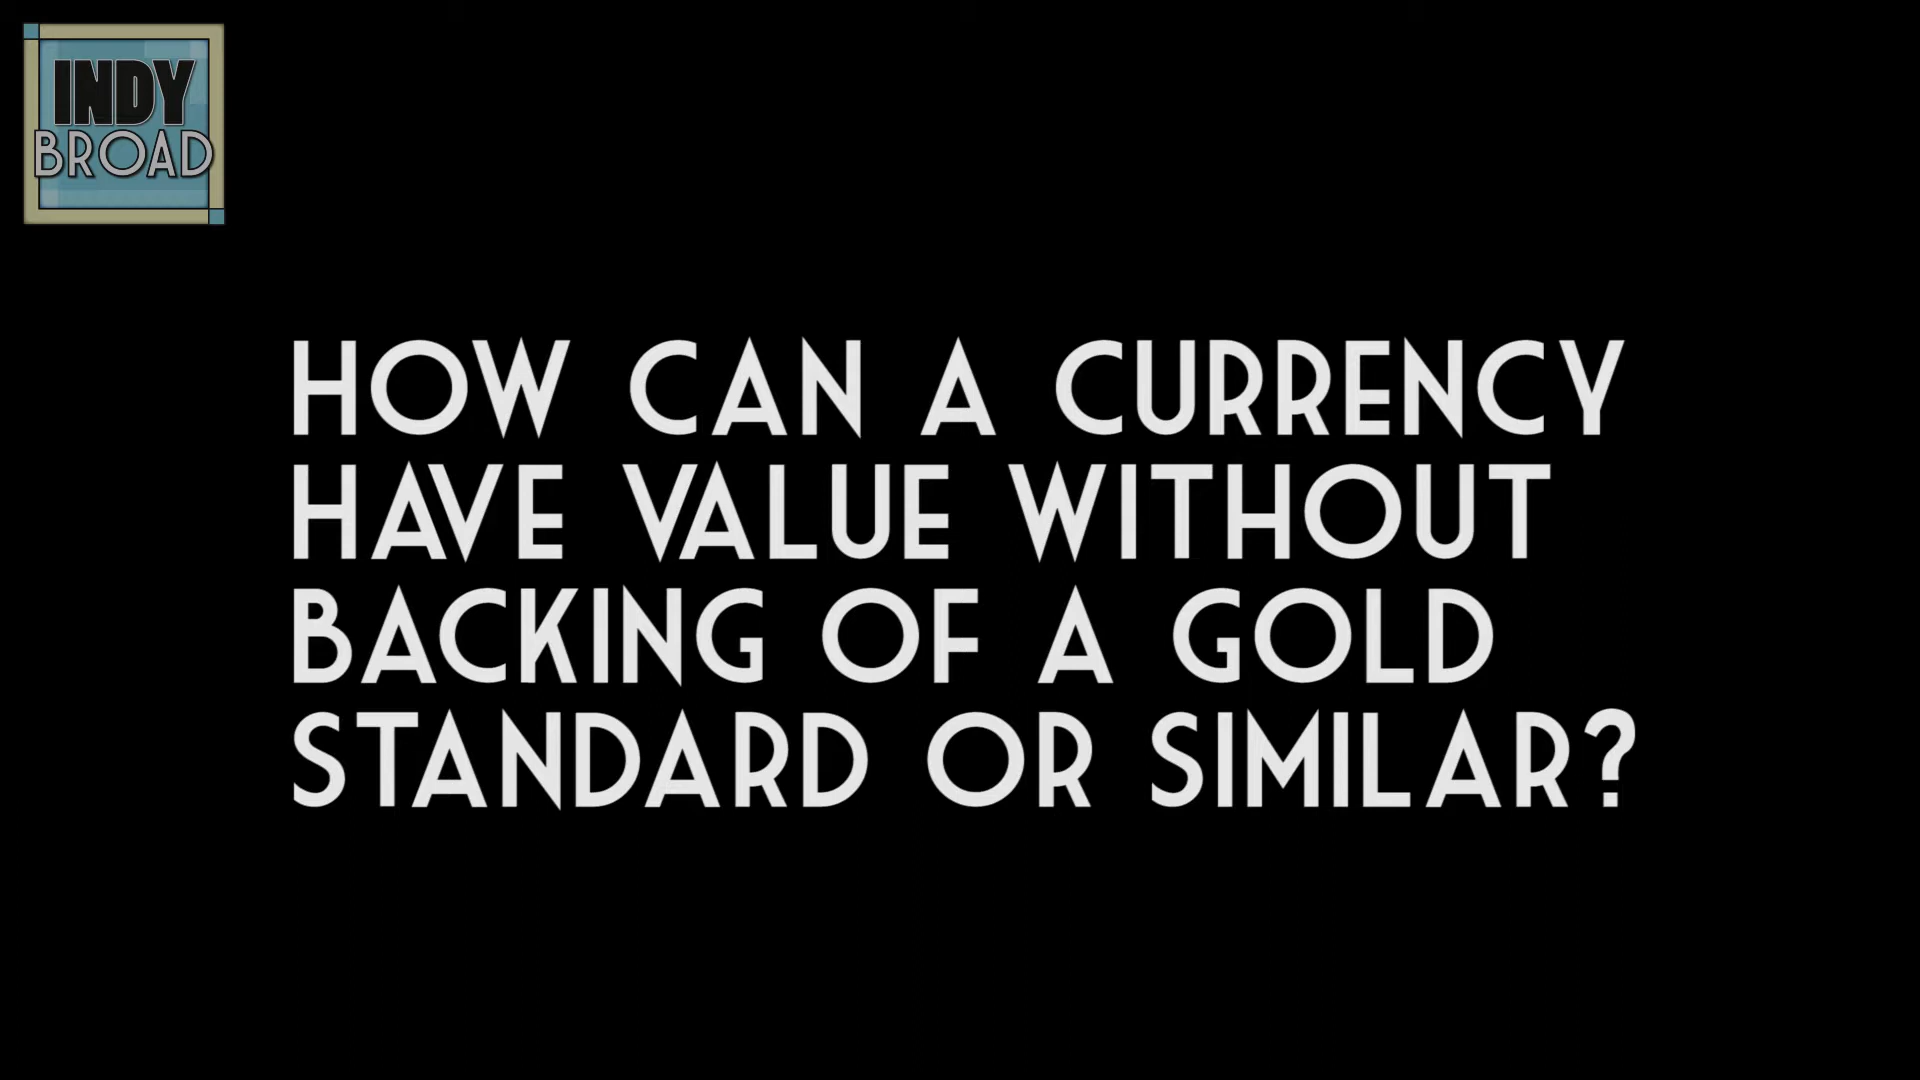 INDY
BROAD
HOW CAN A CURRENCY
HAVE VALUE WITHOUT
BACKING OF A GOLD
STANDARD OR SIMILAR?